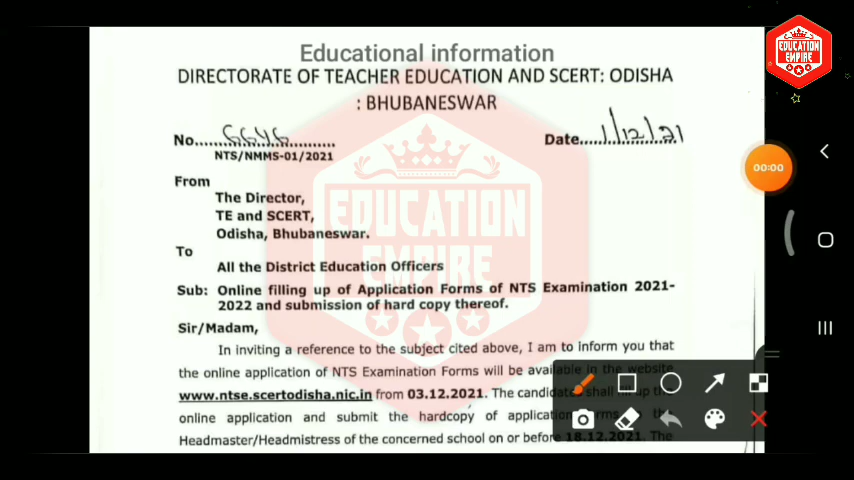 Educational information
EDUCATION
EMPIRE
DIRECTORATE OF TEACHER EDUCATION AND SCERT: ODISHA
: BHUBANESWAR
No....6646....
Date....1/12/21
NTS/NMMS-01/2021
00:00
From
The Director,
TE and SCERT,
Odisha, Bhubaneswar.
EDUCATION
EMPIRE
To
All the District Education Officers
Sub: Online filling up of Application Forms of NTS Examination 2021-
2022 and submission of hard copy thereof.
Sir/Madam,
In inviting a reference to the subject cited above, I am to inform you that
the online application of NTS Examination Forms will be available in the website
www.ntse.scertodisha.nic.in from 03.12.2021. The candidates shall fill up the
online application and submit the hardcopy of application forms to the
Headmaster/Headmistress of the concerned school on or before 18.12.2021. The